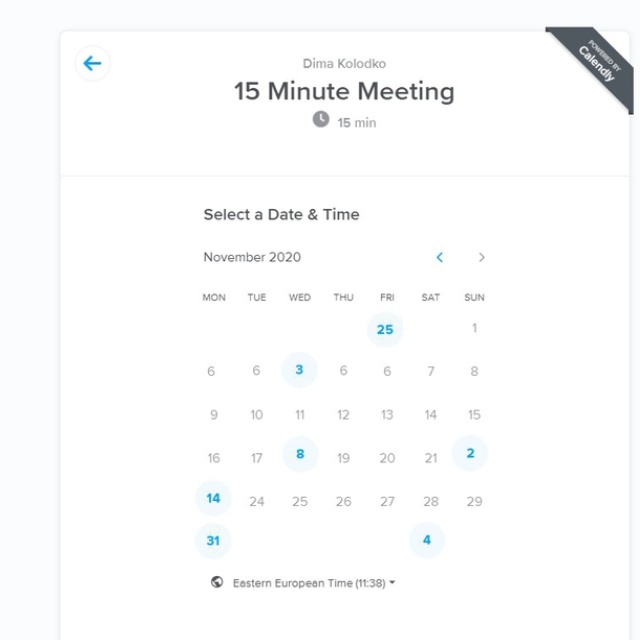 POWERED BY
Calendly
Dima Kolodko
15 Minute Meeting
15 min
Select a Date & Time
November 2020
MON TUE WED THU FRI SAT SUN
25 1
6 6 3 6 6 7 8
9 10 11 12 13 14 15
16 17 8 19 20 21 2
14 24 25 26 27 28 29
31 4
Eastern European Time (11:38)